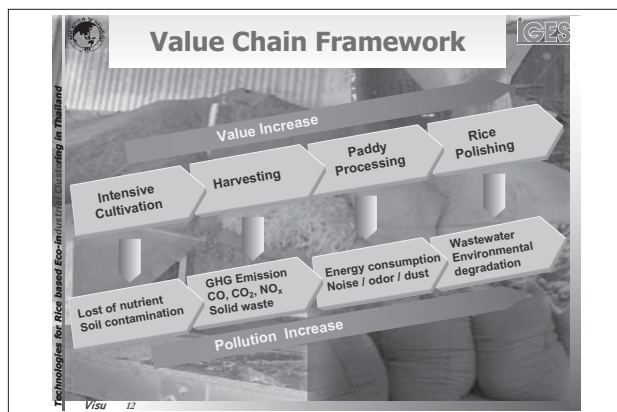 Value Chain Framework
IGES
Technologies for Rice based Eco-industrial Clustering in Thailand
Value Increase
Intensive
Cultivation
Harvesting
Paddy
Processing
Rice
Polishing
Lost of nutrient
Soil contamination
GHG Emission
CO, CO₂, NOₓ
Solid waste
Energy consumption
Noise / odor / dust
Wastewater
Environmental
degradation
Pollution Increase
Visu 12